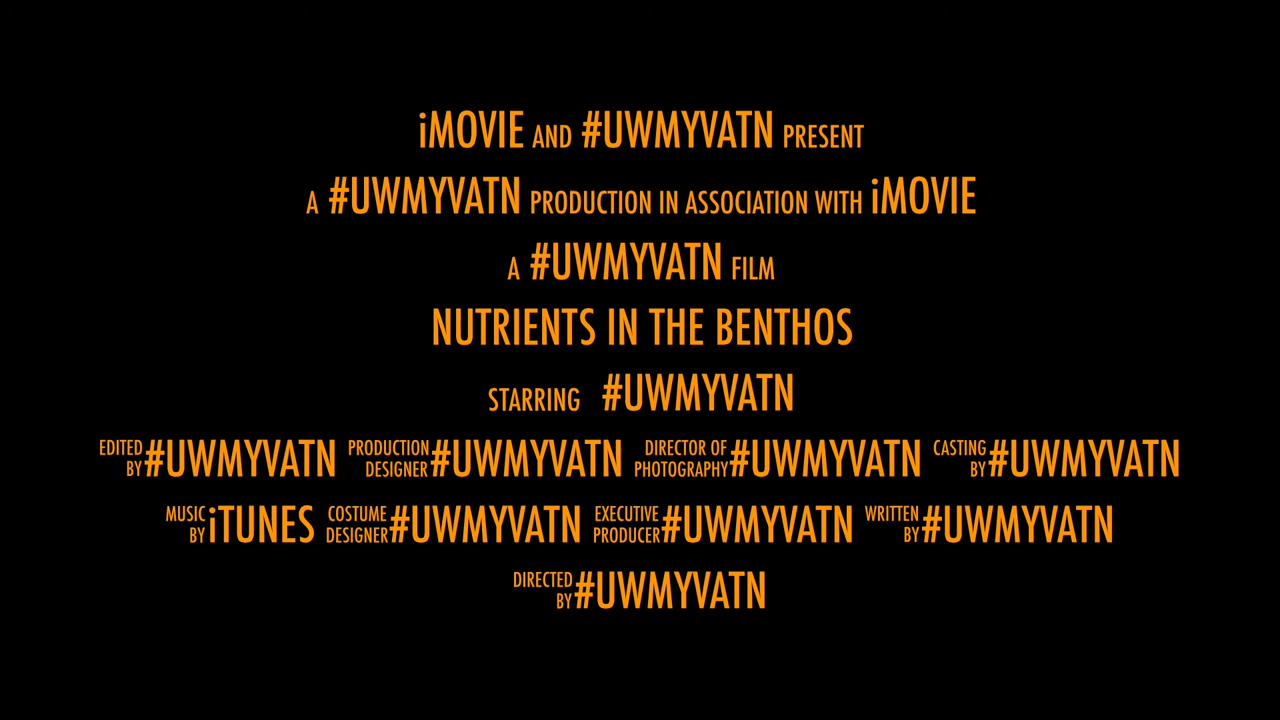 iMOVIE AND #UWMYVATN PRESENT
A #UWMYVATN PRODUCTION IN ASSOCIATION WITH iMOVIE
A #UWMYVATN FILM
NUTRIENTS IN THE BENTHOS
STARRING #UWMYVATN
EDITED BY #UWMYVATN PRODUCTION DESIGNER #UWMYVATN DIRECTOR OF PHOTOGRAPHY #UWMYVATN CASTING BY #UWMYVATN
MUSIC BY iTUNES COSTUME DESIGNER #UWMYVATN EXECUTIVE PRODUCER #UWMYVATN WRITTEN BY #UWMYVATN
DIRECTED BY #UWMYVATN